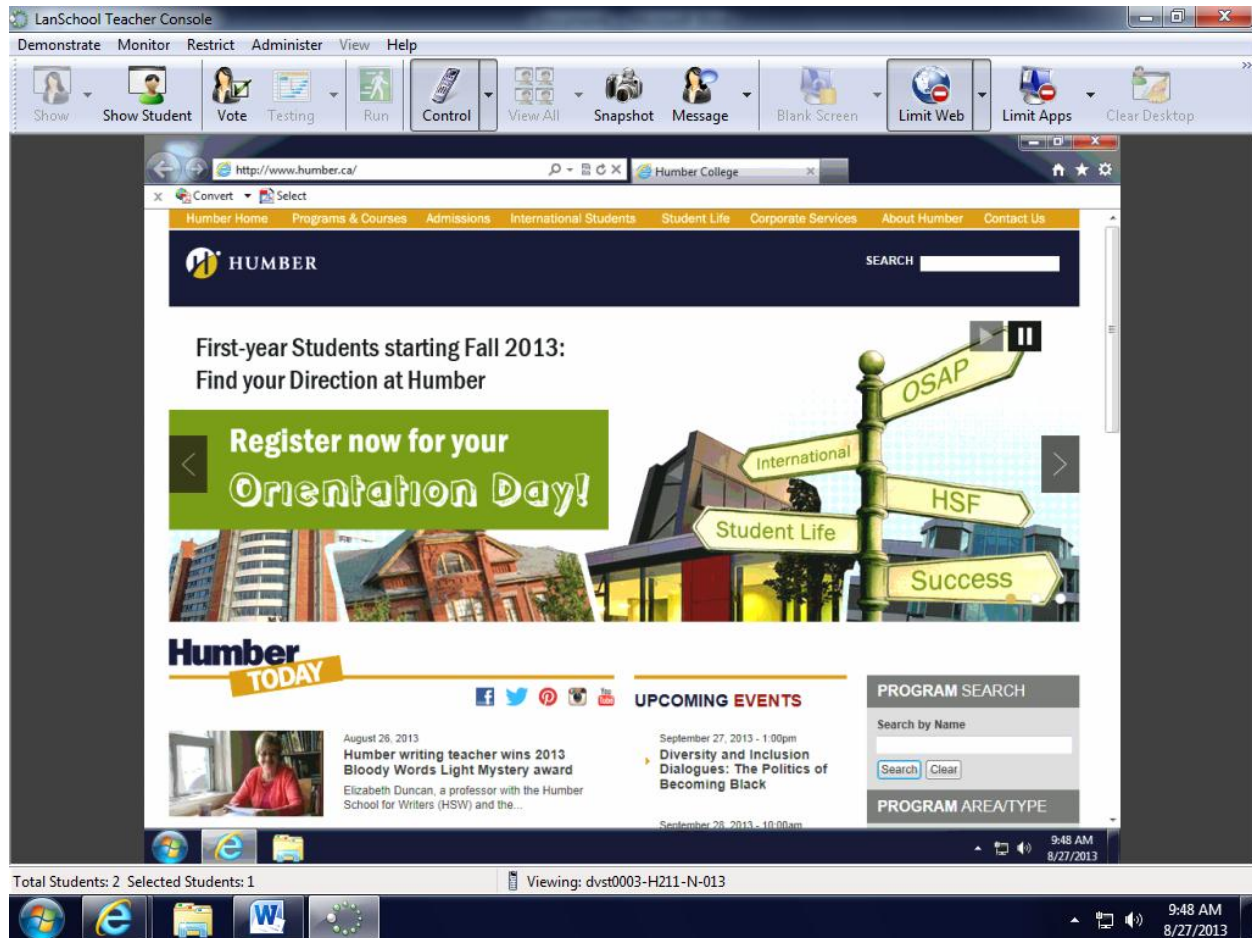 LanSchool Teacher Console
Demonstrate Monitor Restrict Administer View Help
Show Show Student Vote Testing Run Control View All Snapshot Message Blank Screen Limit Web Limit Apps Clear Desktop
http://www.humber.ca/ Humber College
x Convert Select
Humber Home Programs & Courses Admissions International Students Student Life Corporate Services About Humber Contact Us
H HUMBER
SEARCH
First-year Students starting Fall 2013:
Find your Direction at Humber
Register now for your
Orientation Day!
OSAP
International
HSF
Student Life
Success
Humber
TODAY
You
Tube
UPCOMING EVENTS
August 26, 2013
Humber writing teacher wins 2013
Bloody Words Light Mystery award
Elizabeth Duncan, a professor with the Humber
School for Writers (HSW) and the...
September 27, 2013 - 1:00pm
Diversity and Inclusion
Dialogues: The Politics of
Becoming Black
September 28, 2013 - 10:00am
PROGRAM SEARCH
Search by Name
Search Clear
PROGRAM AREA/TYPE
9:48 AM
8/27/2013
Total Students: 2 Selected Students: 1 Viewing: dvst0003-H211-N-013
9:48 AM
8/27/2013